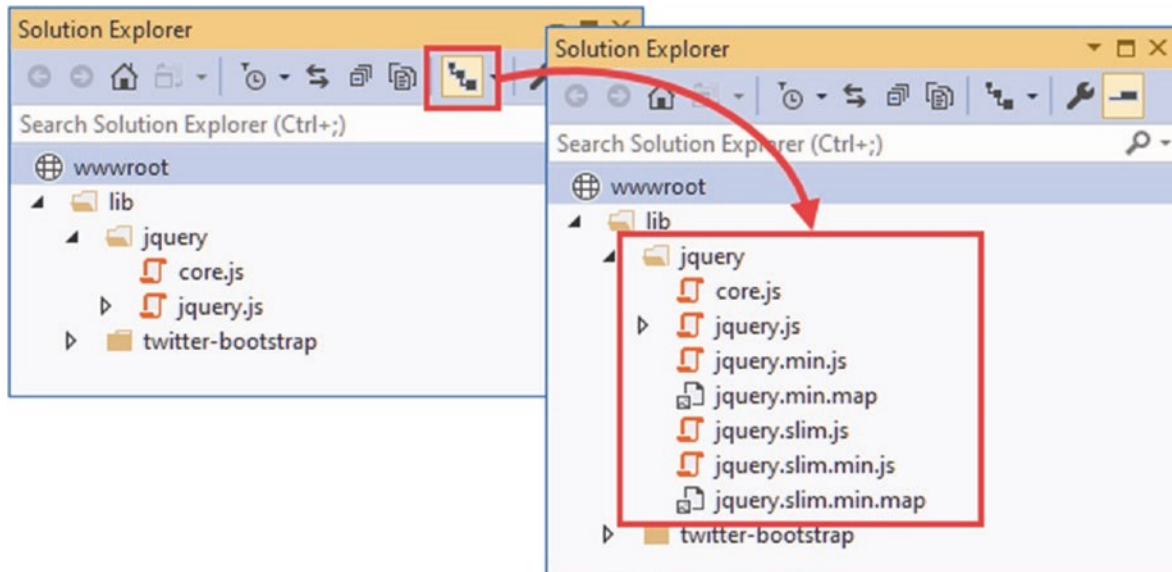 Solution Explorer
Search Solution Explorer (Ctrl+;)
wwwroot
lib
jquery
core.js
jquery.js
twitter-bootstrap
Solution Explorer
Search Solution Explorer (Ctrl+;)
wwwroot
lib
jquery
core.js
jquery.js
jquery.min.js
jquery.min.map
jquery.slim.js
jquery.slim.min.js
jquery.slim.min.map
twitter-bootstrap